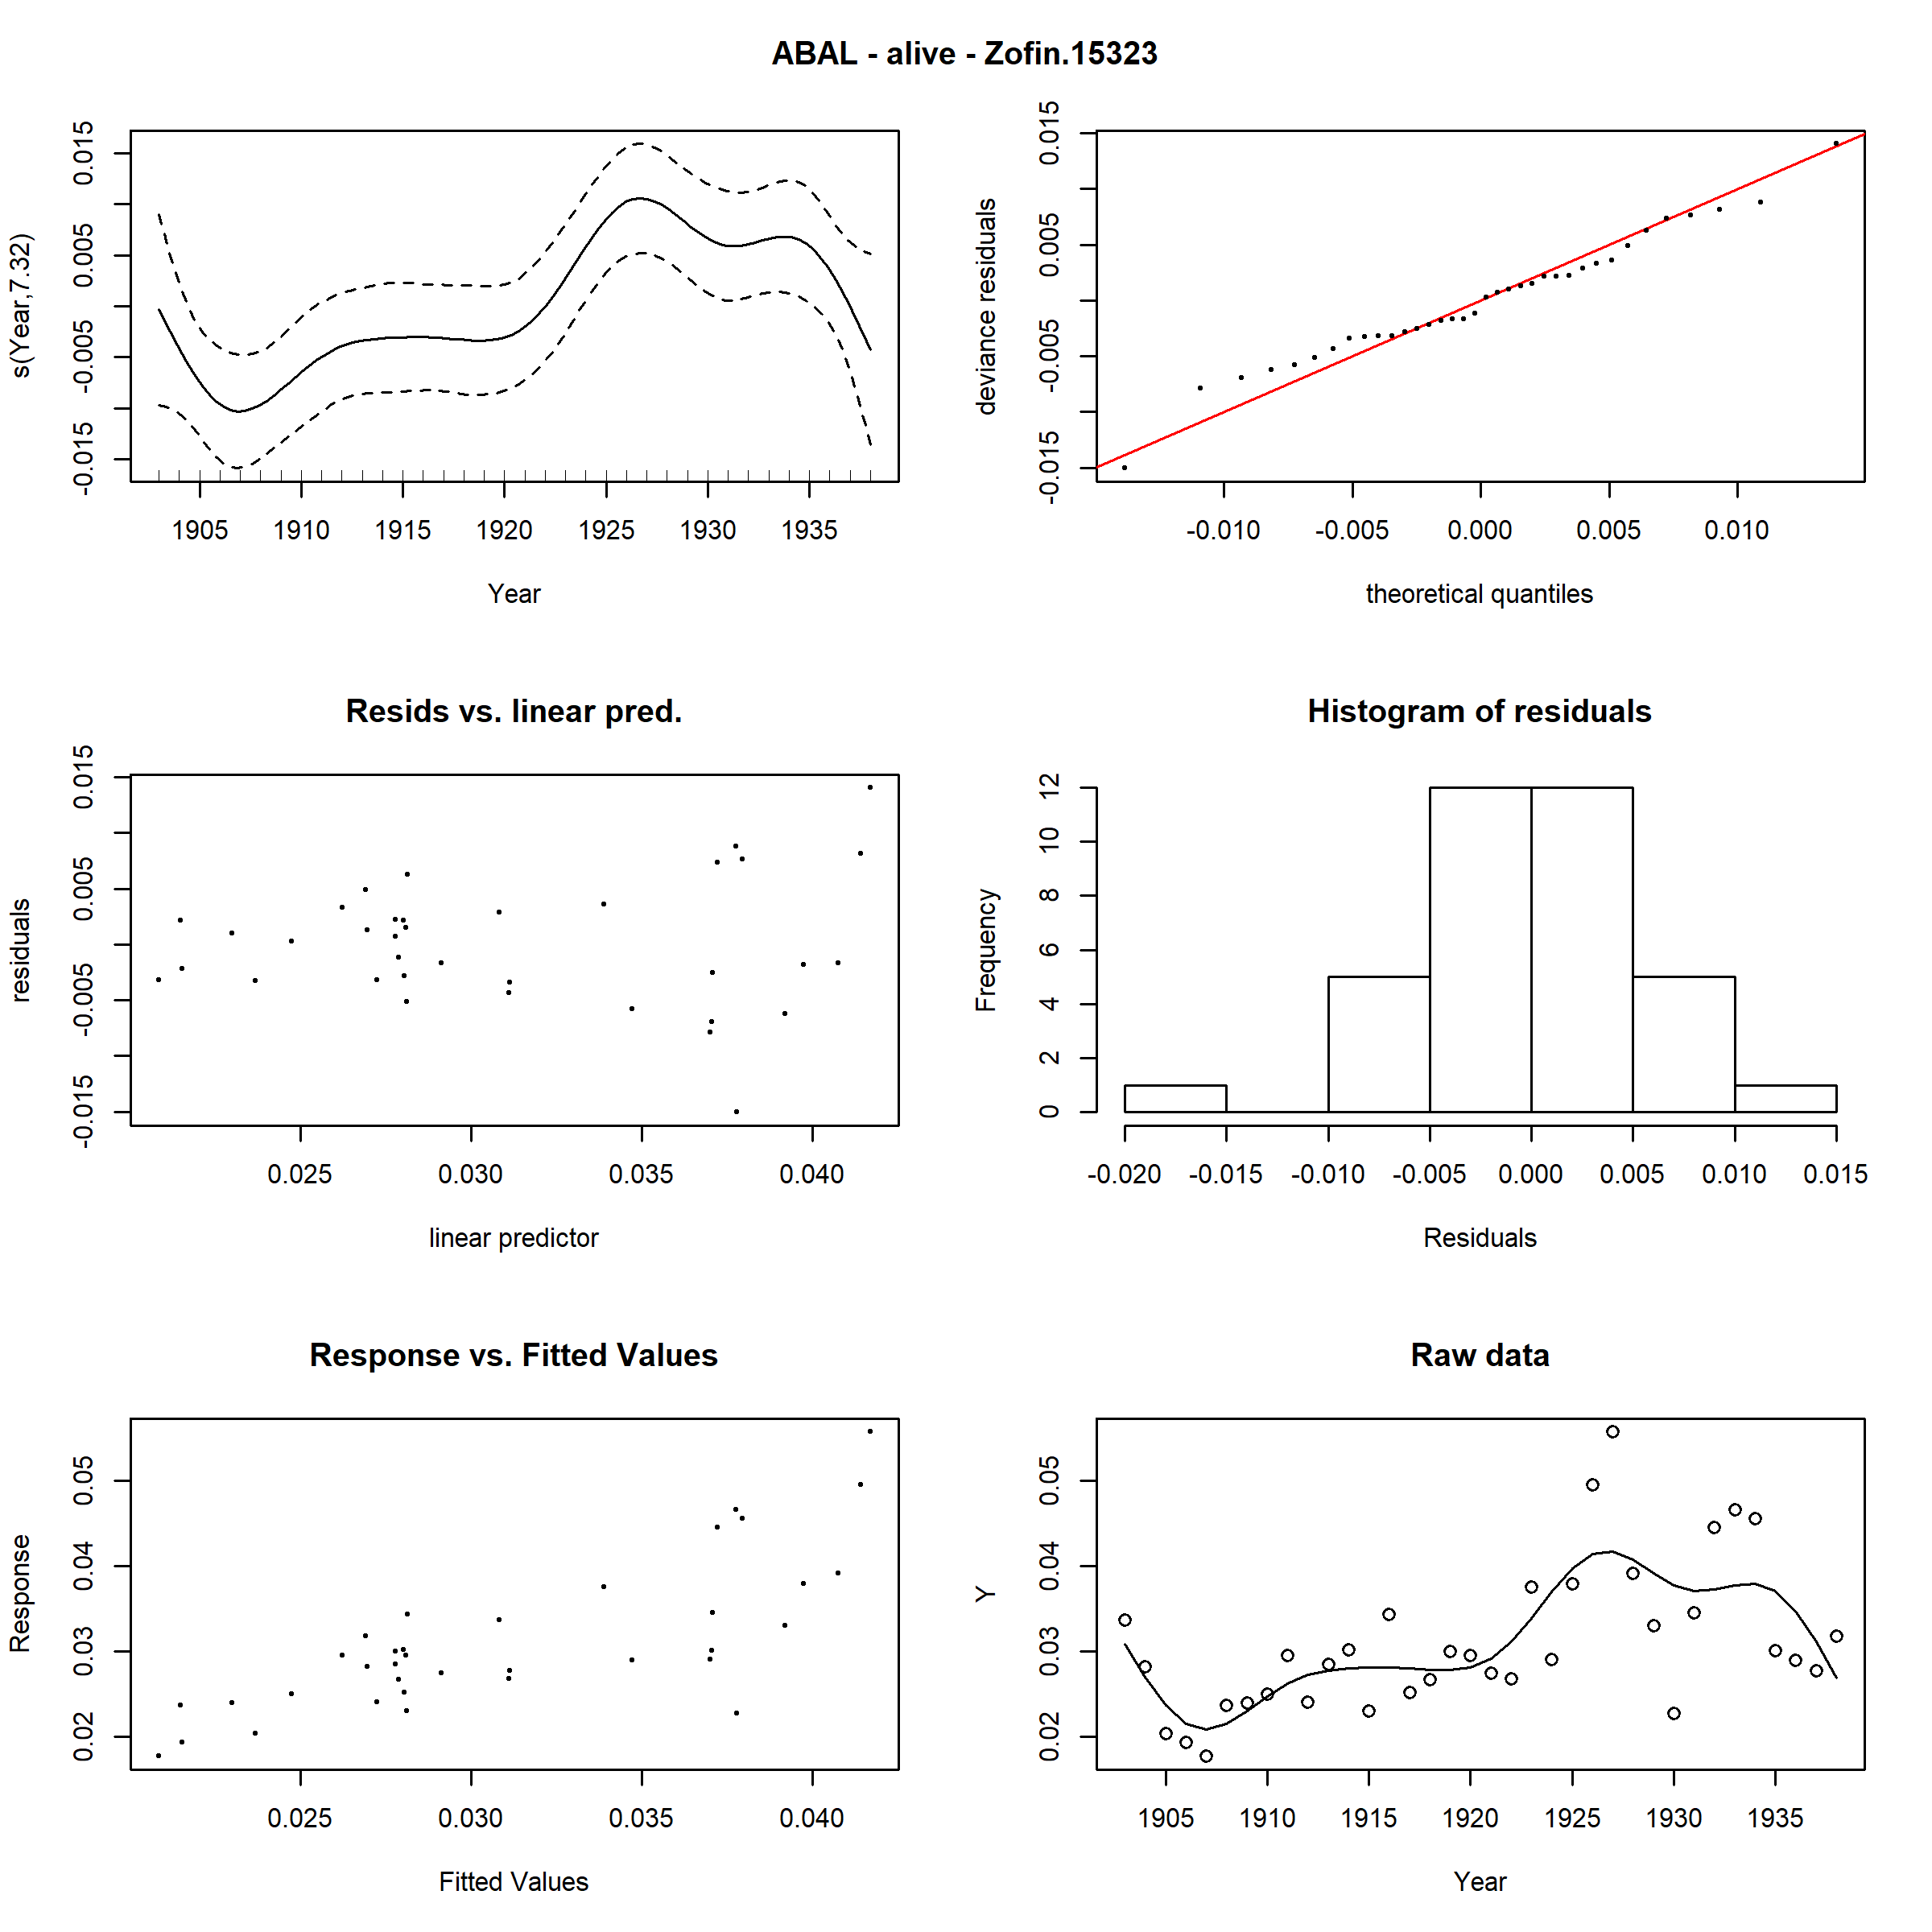 ABAL - alive - Zofin.15323
s(Year,7.32)
-0.015 -0.005 0.005 0.015
1905 1910 1915 1920 1925 1930 1935
Year
deviance residuals
-0.015 -0.005 0.005 0.015
-0.010 -0.005 0.000 0.005 0.010
theoretical quantiles
Resids vs. linear pred.
residuals
-0.015 -0.005 0.005 0.015
0.025 0.030 0.035 0.040
linear predictor
Histogram of residuals
Frequency
0 2 4 6 8 10 12
-0.020 -0.015 -0.010 -0.005 0.000 0.005 0.010 0.015
Residuals
Response vs. Fitted Values
Response
0.02 0.03 0.04 0.05
0.025 0.030 0.035 0.040
Fitted Values
Raw data
Y
0.02 0.03 0.04 0.05
1905 1910 1915 1920 1925 1930 1935
Year